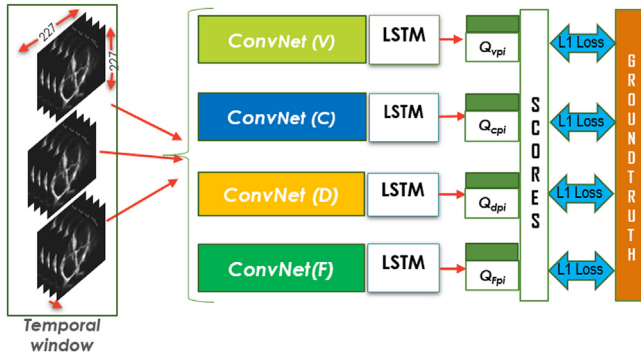 227
227
Temporal
window
ConvNet (V)
LSTM
Qvpi
L1 Loss
ConvNet (C)
LSTM
Qcpi
L1 Loss
ConvNet (D)
LSTM
Qdpi
L1 Loss
ConvNet(F)
LSTM
QFpi
L1 Loss
SCORES
GROUNDTRUTH